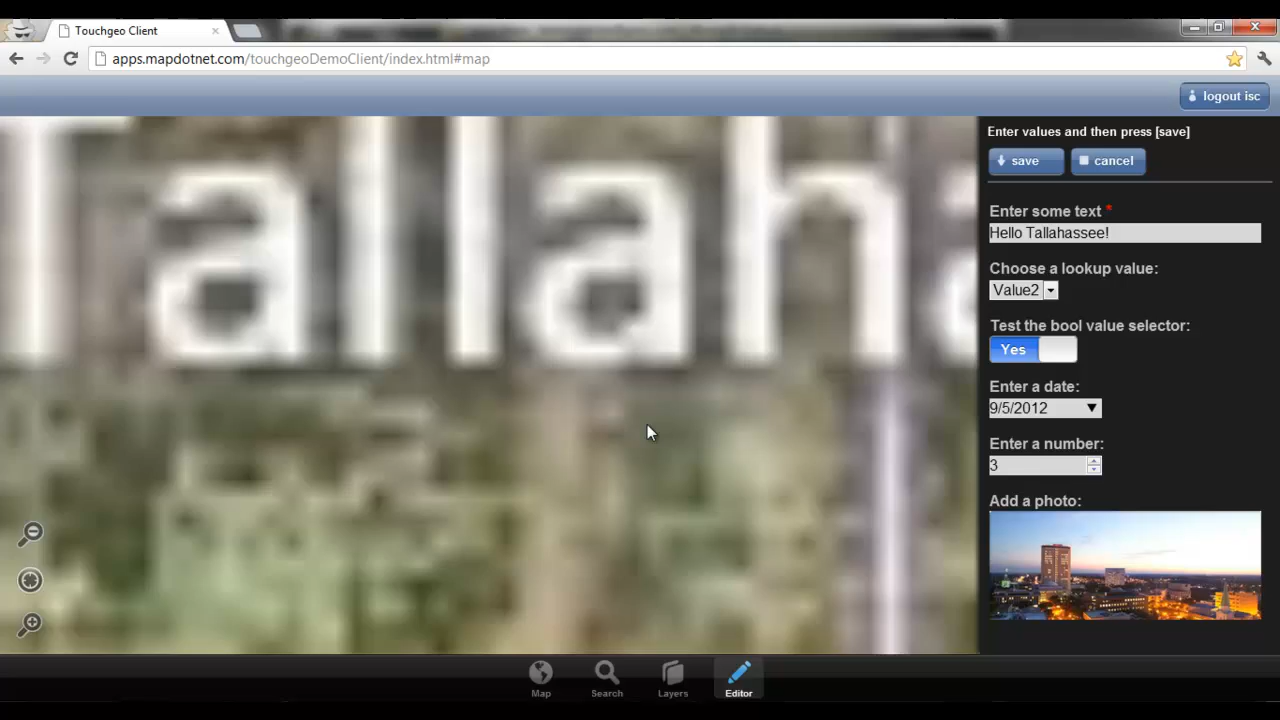 Touchgeo Client
apps.mapdotnet.com/touchgeoDemoClient/index.html#map
logout isc
Enter values and then press [save]
save cancel
Enter some text *
Hello Tallahassee!
Choose a lookup value:
Value2
Test the bool value selector:
Yes
Enter a date:
9/5/2012
Enter a number:
3
Add a photo:
Tallaha
Map Search Layers Editor